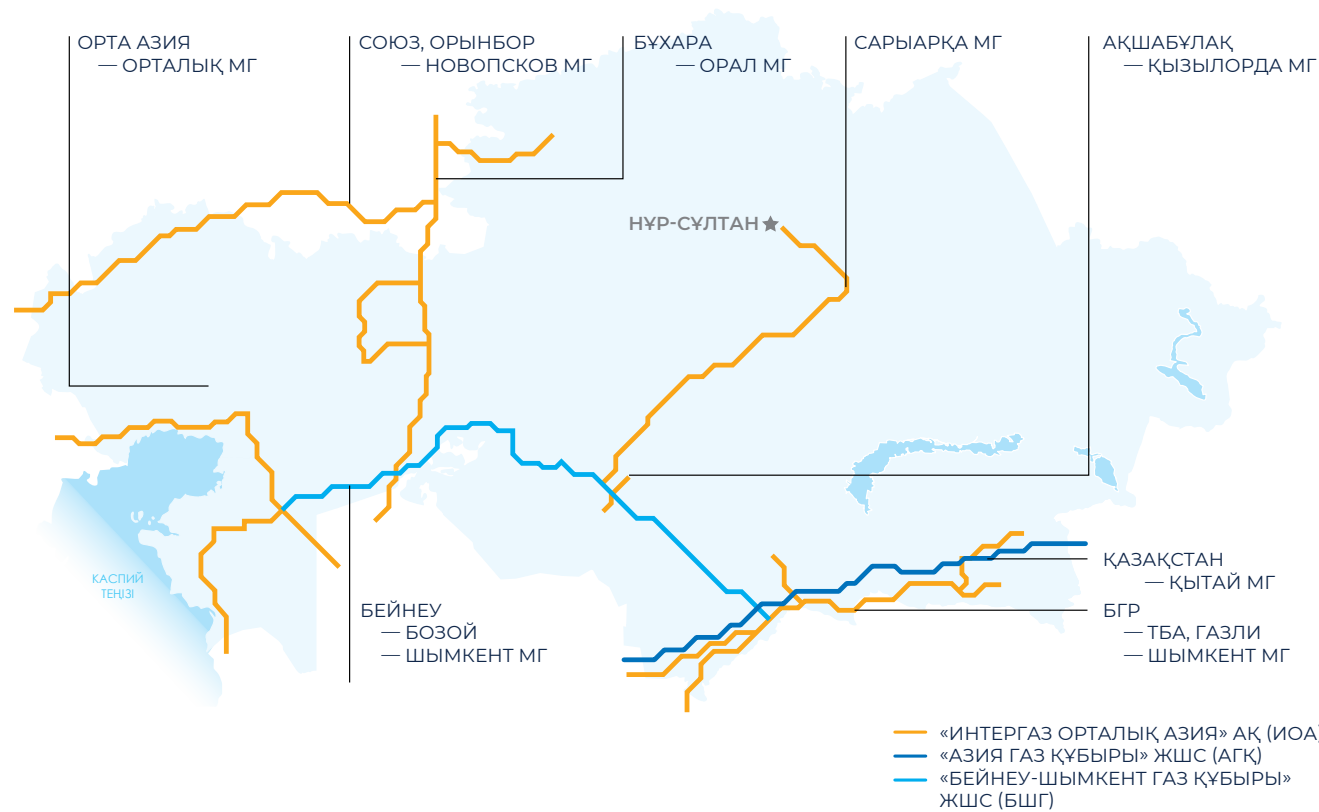 ОРТА АЗИЯ
— ОРТАЛЫҚ МГ
СОЮЗ, ОРЫНБОР
— НОВОПСКОВ МГ
БҰХАРА
— ОРАЛ МГ
САРЫАРҚА МГ
АҚШАБҰЛАҚ
— ҚЫЗЫЛОРДА МГ
НҰР-СҰЛТАН
КАСПИЙ
ТЕҢІЗІ
БЕЙНЕУ
— БОЗОЙ
— ШЫМКЕНТ МГ
ҚАЗАҚСТАН
— ҚЫТАЙ МГ
БГР
— ТБА, ГАЗЛИ
— ШЫМКЕНТ МГ
«ИНТЕРГАЗ ОРТАЛЫҚ АЗИЯ» АҚ (ИОА)
«АЗИЯ ГАЗ ҚҰБЫРЫ» ЖШС (АГҚ)
«БЕЙНЕУ-ШЫМКЕНТ ГАЗ ҚҰБЫРЫ»
ЖШС (БШГ)